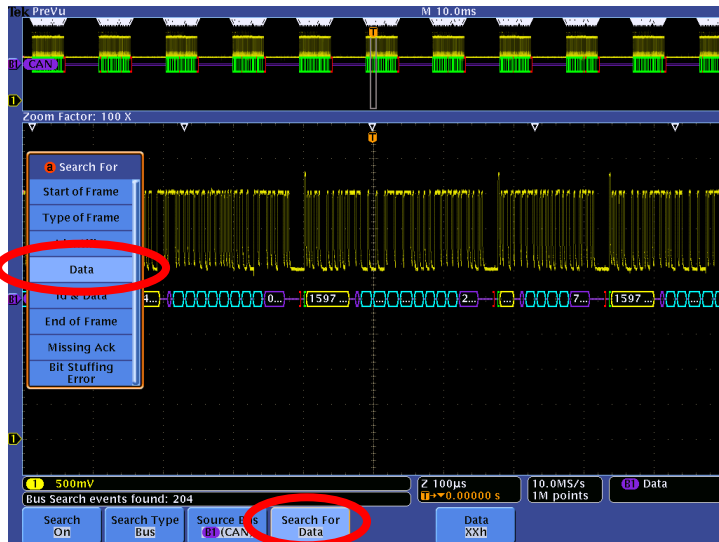 Tek PreVu M 10.0ms
B1 CAN
1
Zoom Factor: 100 X
a Search For
Start of Frame
Type of Frame
Data
Id & Data
End of Frame
Missing Ack
Bit Stuffing
Error
B1 4... 0... 1597 ... ... ... 2... ... 7... 1597 ...
1
1 500mV Z 100µs 10.0MS/s B1 Data
T→▼0.00000 s 1M points
Bus Search events found: 204
Search On
Search Type Bus
Source Bus B1 (CAN)
Search For Data
Data XXh